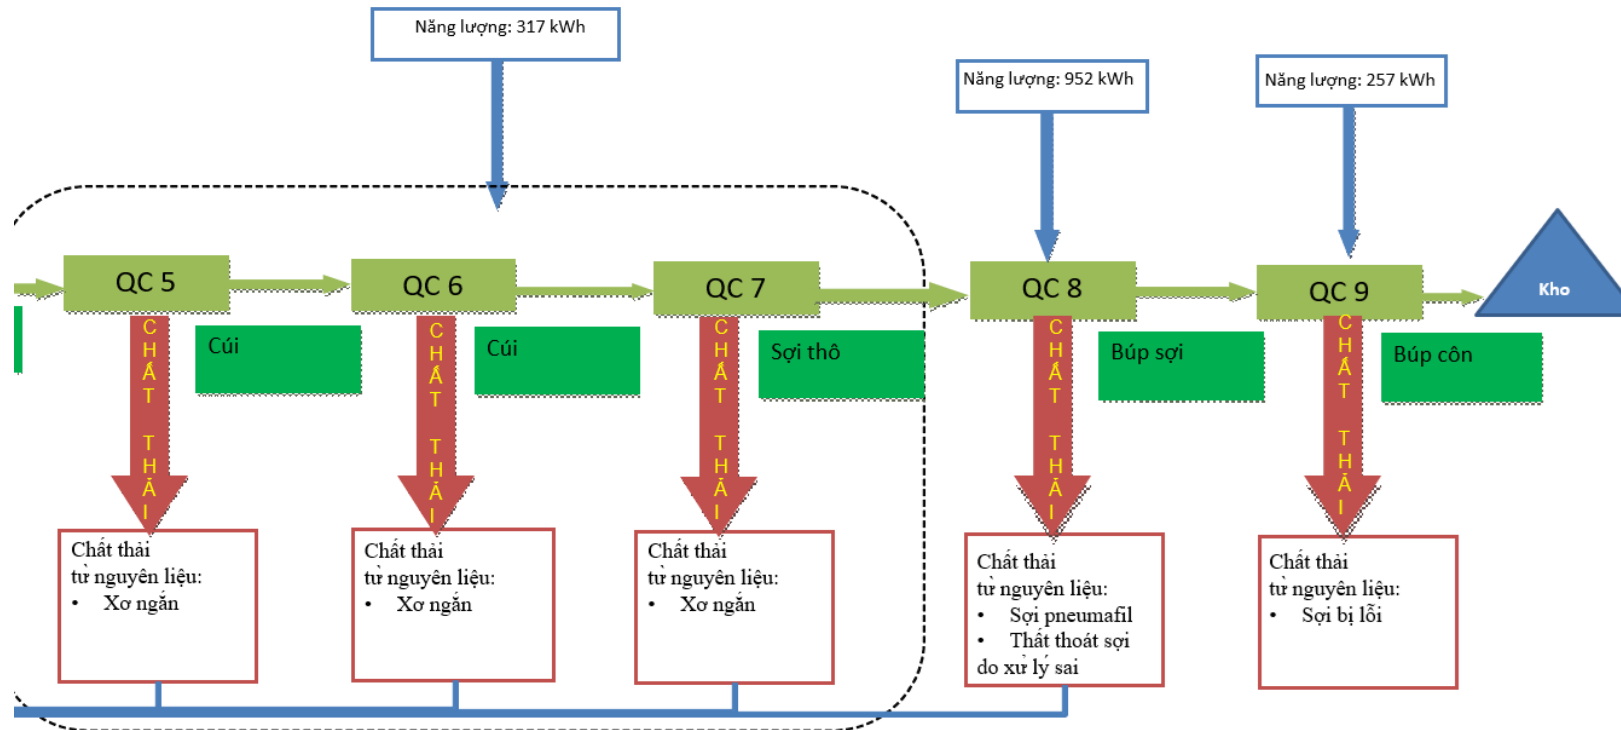 Năng lượng: 317 kWh
Năng lượng: 952 kWh
Năng lượng: 257 kWh
QC 5
QC 6
QC 7
QC 8
QC 9
Kho
CHẤT THẢI
Cúi
CHẤT THẢI
Cúi
CHẤT THẢI
Sợi thô
CHẤT THẢI
Búp sợi
CHẤT THẢI
Búp côn
Chất thải
từ nguyên liệu:
• Xơ ngắn
Chất thải
từ nguyên liệu:
• Xơ ngắn
Chất thải
từ nguyên liệu:
• Xơ ngắn
Chất thải
từ nguyên liệu:
• Sợi pneumafil
• Thất thoát sợi
do xử lý sai
Chất thải
từ nguyên liệu:
• Sợi bị lỗi